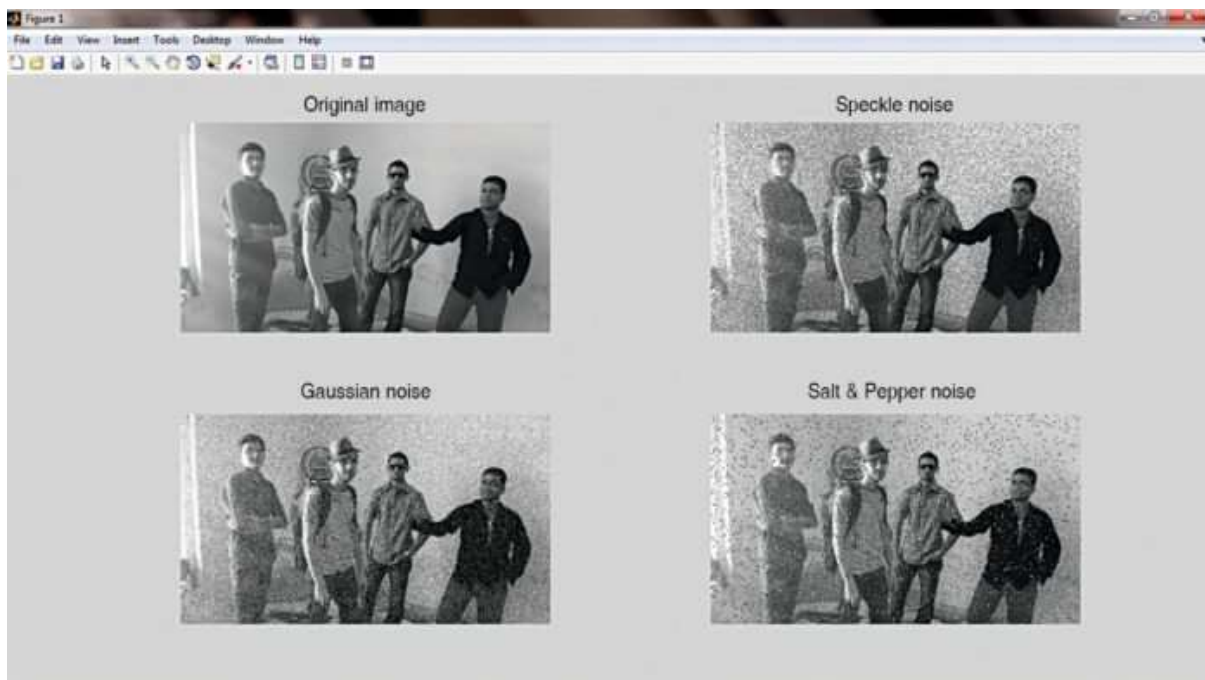 Figure 1
File Edit View Insert Tools Desktop Window Help
Original image
Speckle noise
Gaussian noise
Salt & Pepper noise